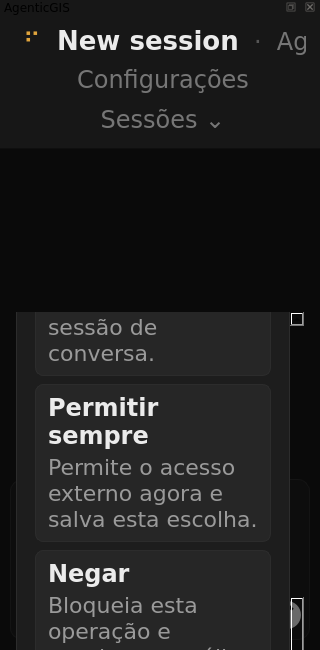 AgenticGIS
New session · Ag
Configurações
Sessões
sessão de
conversa.
Permitir
sempre
Permite o acesso
externo agora e
salva esta escolha.
Negar
Bloqueia esta
operação e